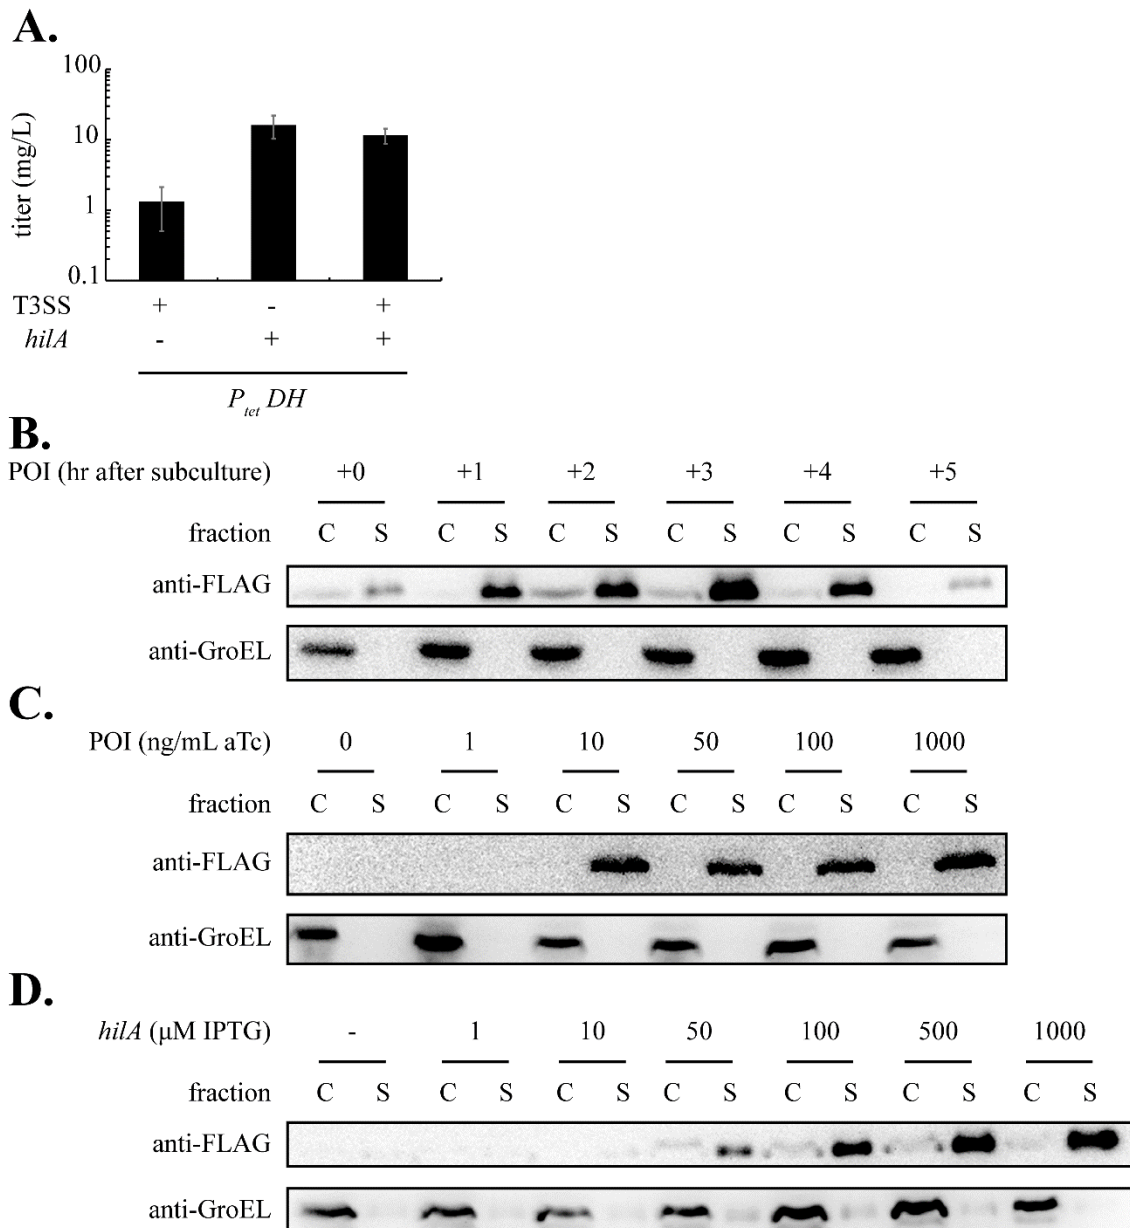 A.
100
10
1
0.1
titer (mg/L)
T3SS + - +
hilA - + +
Ptet DH
B.
POI (hr after subculture) +0 +1 +2 +3 +4 +5
fraction C S C S C S C S C S C S
anti-FLAG
anti-GroEL
C.
POI (ng/mL aTc) 0 1 10 50 100 1000
fraction C S C S C S C S C S C S
anti-FLAG
anti-GroEL
D.
hilA (μM IPTG) - 1 10 50 100 500 1000
fraction C S C S C S C S C S C S C S
anti-FLAG
anti-GroEL